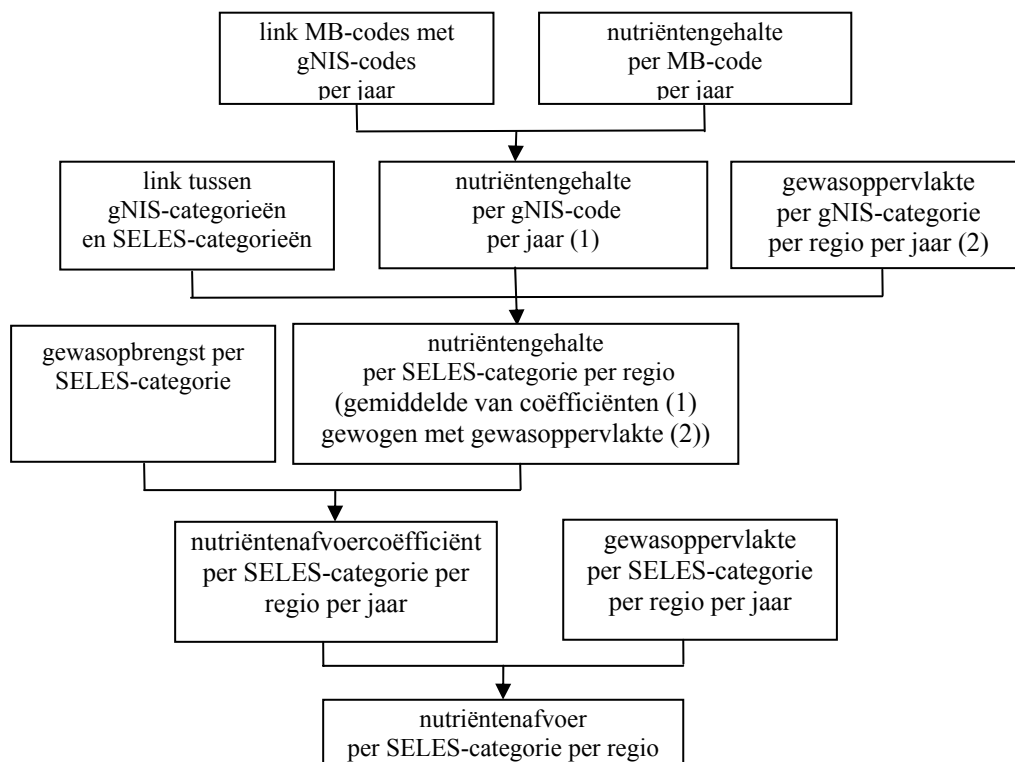 link MB-codes met
gNIS-codes
per jaar
nutriëntengehalte
per MB-code
per jaar
link tussen
gNIS-categorieën
en SELES-categorieën
nutriëntengehalte
per gNIS-code
per jaar (1)
gewasoppervlakte
per gNIS-categorie
per regio per jaar (2)
gewasopbrengst per
SELES-categorie
nutriëntengehalte
per SELES-categorie per regio
(gemiddelde van coëfficiënten (1)
gewogen met gewasoppervlakte (2))
nutriëntenafvoercoëfficiënt
per SELES-categorie per
regio per jaar
gewasoppervlakte
per SELES-categorie
per regio per jaar
nutriëntenafvoer
per SELES-categorie per regio